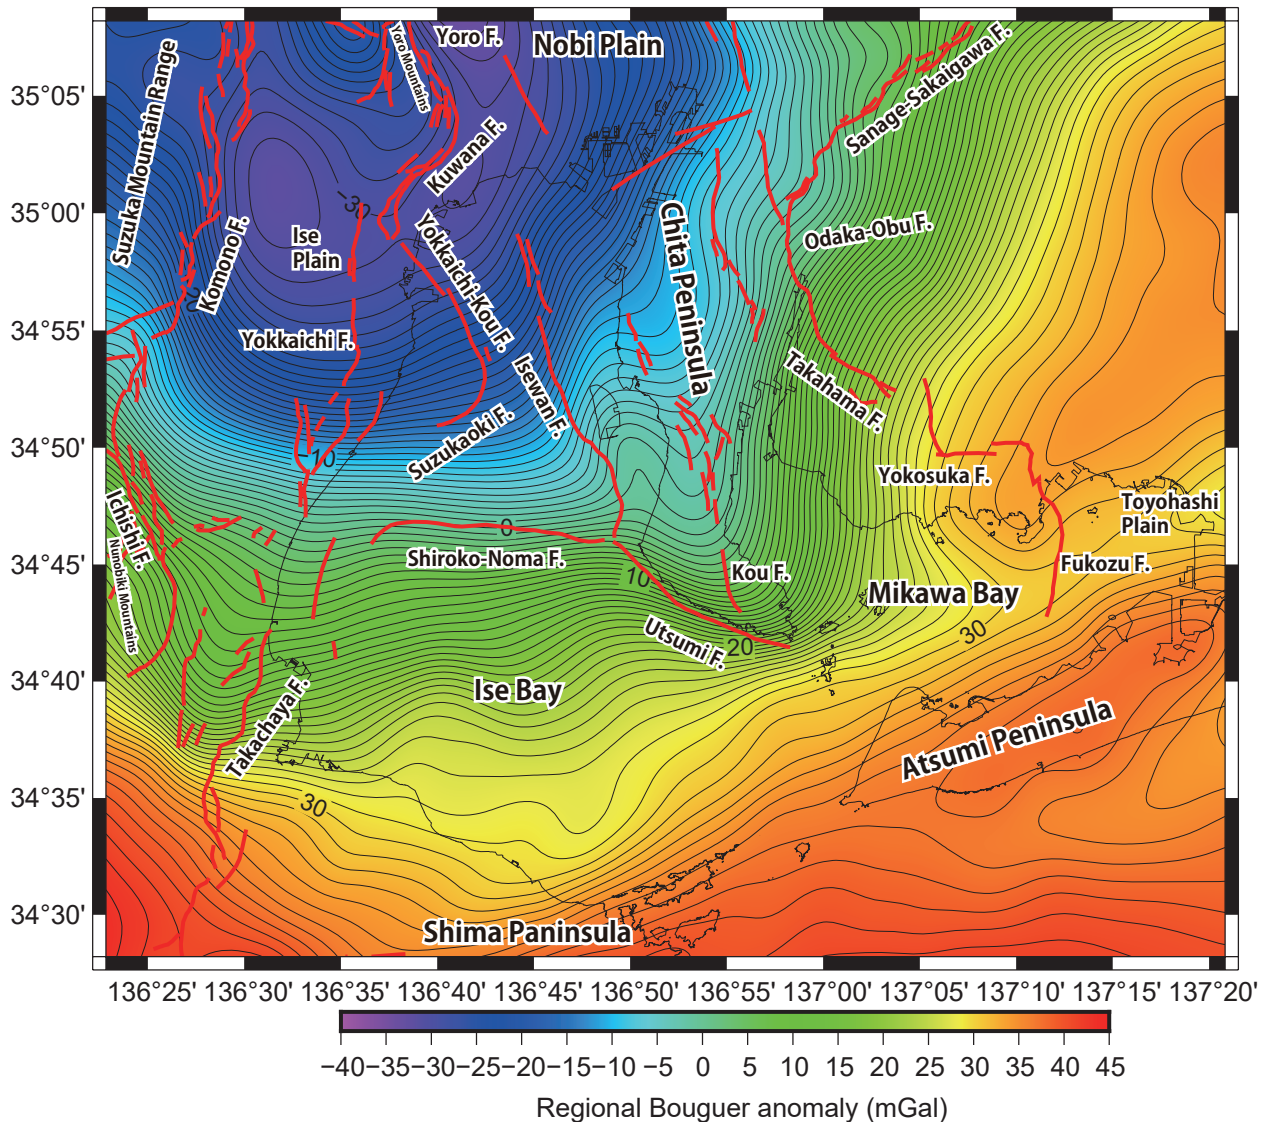 Yoro F.
Nobi Plain
Yoro Mountains
Suzuka Mountain Range
Sanage-Sakaigawa F.
35°05'
Kuwana F.
35°00'
−30
Komono F.
Ise
Plain
Yokkaichi-Kou F.
Chita Peninsula
Odaka-Obu F.
34°55'
Yokkaichi F.
Isewan F.
Takahama F.
34°50'
−10
Suzukaoki F.
Yokosuka F.
Toyohashi
Plain
Ichishi F.
Nunobiki Mountains
0
34°45'
Shiroko-Noma F.
10
Kou F.
Fukozu F.
Mikawa Bay
Utsumi F.
20
30
34°40'
Takachaya F.
Ise Bay
Atsumi Peninsula
34°35'
30
34°30'
Shima Paninsula
136°25' 136°30' 136°35' 136°40' 136°45' 136°50' 136°55' 137°00' 137°05' 137°10' 137°15' 137°20'
−40 −35 −30 −25 −20 −15 −10 −5 0 5 10 15 20 25 30 35 40 45
Regional Bouguer anomaly (mGal)